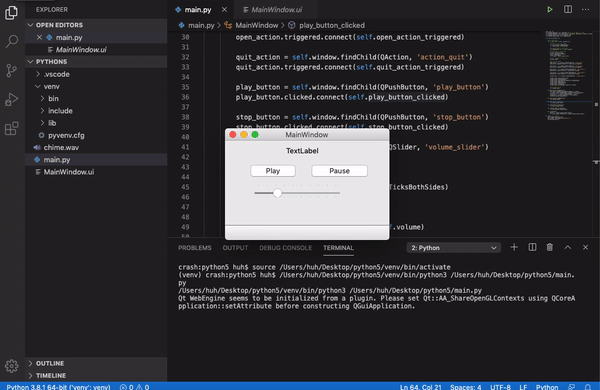 OPEN EDITORS
main.py
MainWindow.ui
PYTHON5
.vscode
venv
bin
include
lib
pyvenv.cfg
chime.wav
main.py
MainWindow.ui
OUTLINE
TIMELINE
main.py
MainWindow.ui
main.py > MainWindow > play_button_clicked
30 open_action.triggered.connect(self.open_action_triggered)
31
32 quit_action = self.window.findChild(QAction, 'action_quit')
33 quit_action.triggered.connect(self.quit_action_triggered)
34
35 play_button = self.window.findChild(QPushButton, 'play_button')
36 play_button.clicked.connect(self.play_button_clicked)
37
38 stop_button = self.window.findChild(QPushButton, 'stop_button')
39 stop_button.clicked.connect(self.stop_button_clicked)
40
41 QSlider, 'volume_slider')
42
43
44
45 TicksBothSides)
46
47
48
49 .volume)
MainWindow
TextLabel
Play
Pause
PROBLEMS
OUTPUT
DEBUG CONSOLE
TERMINAL
2: Python
crash:python5 huh$ source /Users/huh/Desktop/python5/venv/bin/activate
(venv) crash:python5 huh$ /Users/huh/Desktop/python5/venv/bin/python3 /Users/huh/Desktop/python5/main.
py
/Users/huh/Desktop/python5/venv/bin/python3 /Users/huh/Desktop/python5/main.py
Qt WebEngine seems to be initialized from a plugin. Please set Qt::AA_ShareOpenGLContexts using QCoreA
pplication::setAttribute before constructing QGuiApplication.
Python 3.8.1 64-bit ('venv': venv)
0
0
Ln 64, Col 21
Spaces: 4
UTF-8
LF
Python